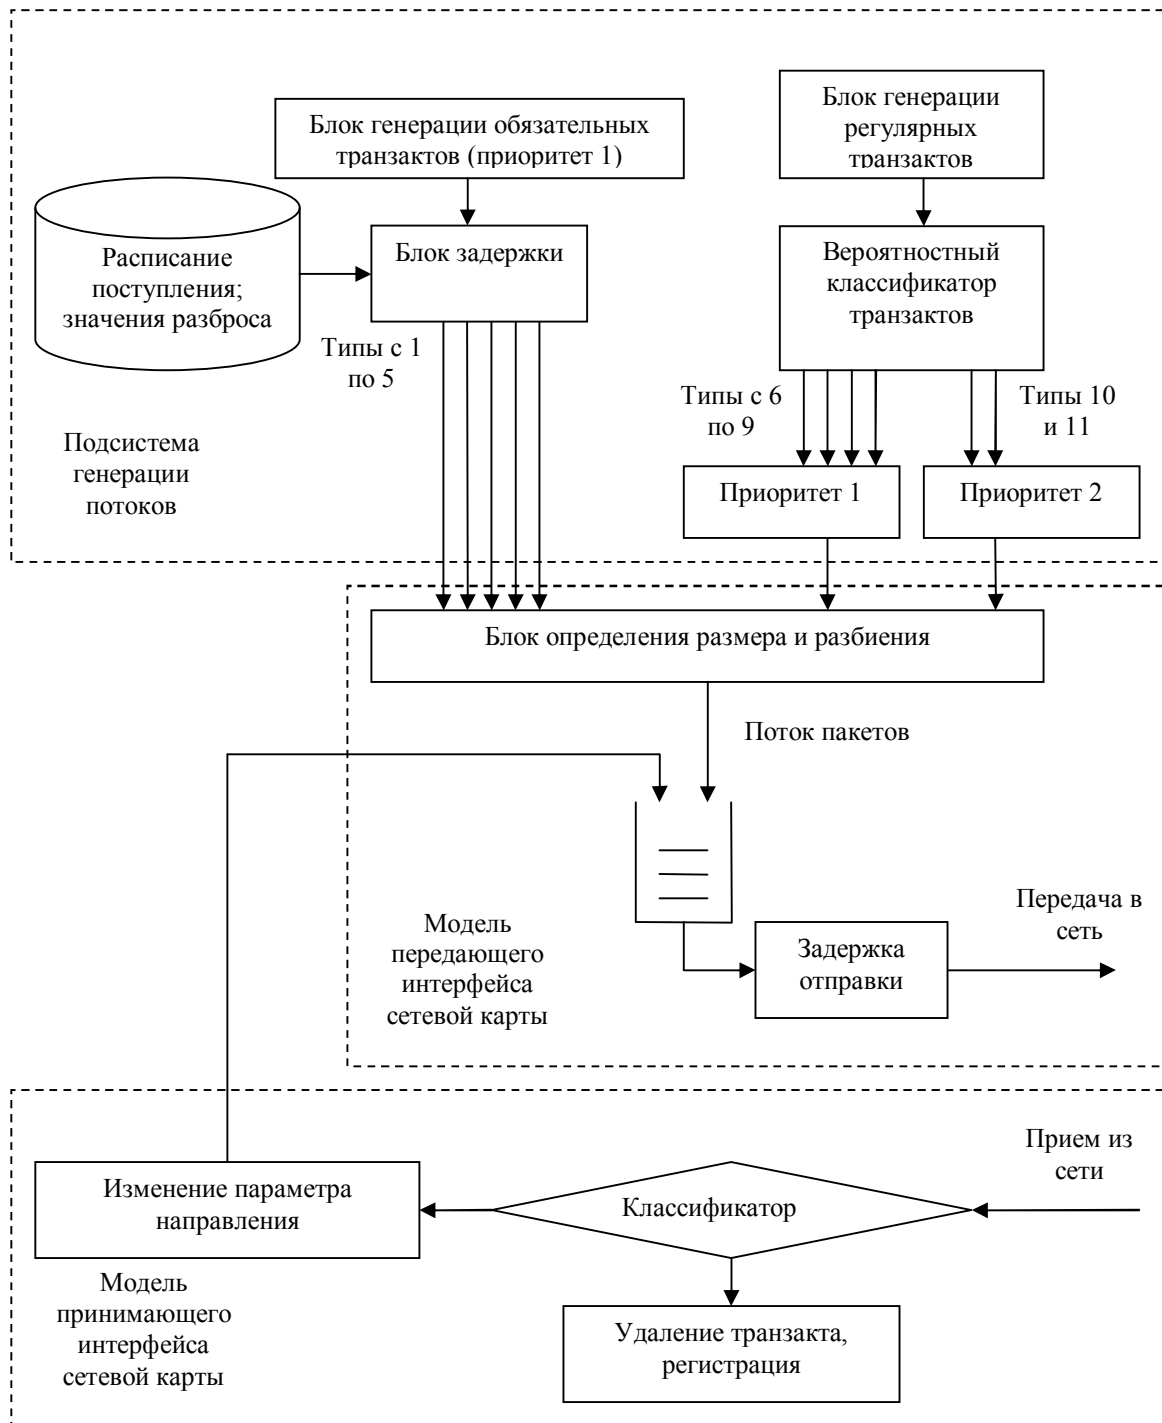 Блок генерации обязательных
транзактов (приоритет 1)
Блок генерации
регулярных
транзактов
Расписание
поступления;
значения разброса
Блок задержки
Вероятностный
классификатор
транзактов
Типы с 1
по 5
Типы с 6
по 9
Типы 10
и 11
Подсистема
генерации
потоков
Приоритет 1
Приоритет 2
Блок определения размера и разбиения
Поток пакетов
Модель
передающего
интерфейса
сетевой карты
Задержка
отправки
Передача в
сеть
Прием из
сети
Изменение параметра
направления
Классификатор
Модель
принимающего
интерфейса
сетевой карты
Удаление транзакта,
регистрация